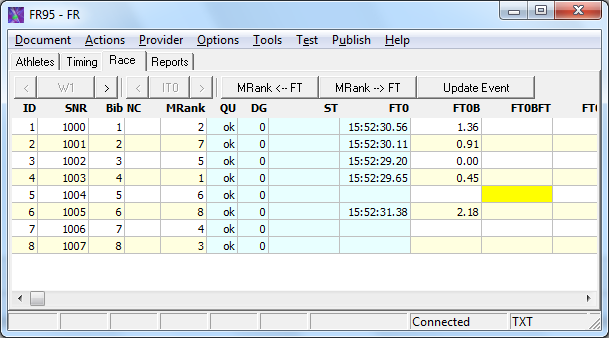 FR95 - FR
Document Actions Provider Options Tools Test Publish Help
Athletes Timing Race Reports
< W1 > < IT0 > MRank <-- FT MRank --> FT Update Event
ID SNR Bib NC MRank QU DG ST FT0 FT0B FT0BFT FT
1 1000 1 2 ok 0 15:52:30.56 1.36
2 1001 2 7 ok 0 15:52:30.11 0.91
3 1002 3 5 ok 0 15:52:29.20 0.00
4 1003 4 1 ok 0 15:52:29.65 0.45
5 1004 5 6 ok 0
6 1005 6 8 ok 0 15:52:31.38 2.18
7 1006 7 4 ok 0
8 1007 8 3 ok 0
Connected TXT